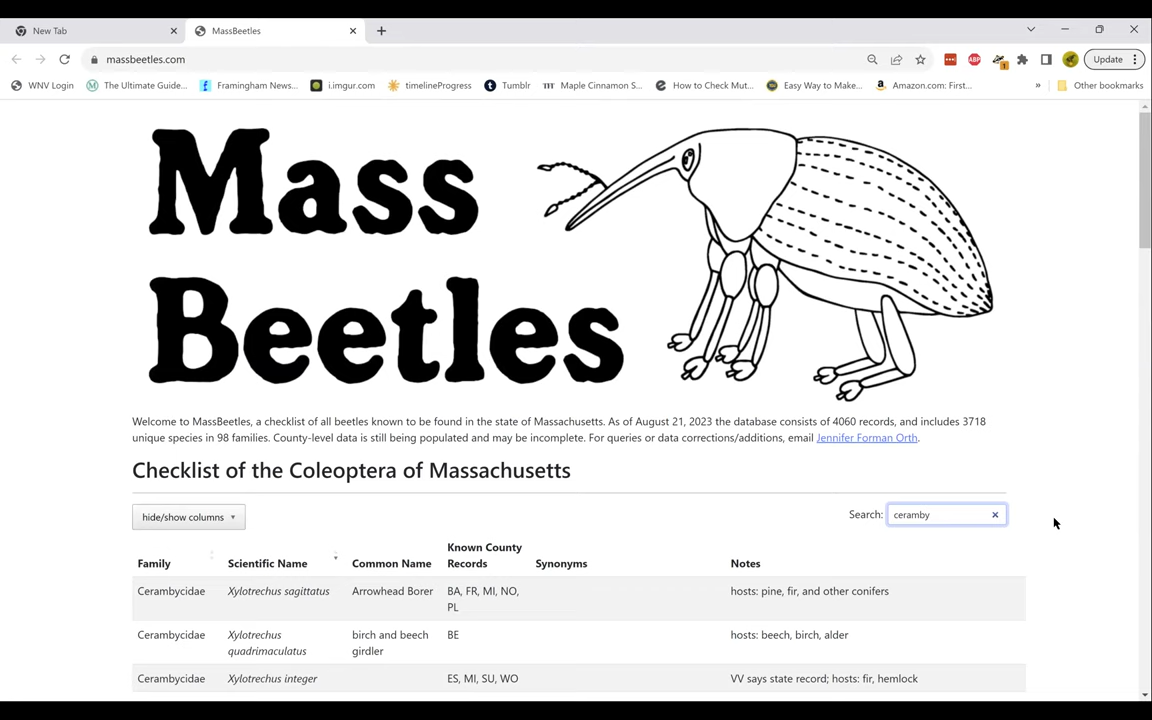 New Tab
MassBeetles
massbeetles.com
Update
WNV Login
The Ultimate Guide...
Framingham News...
i.imgur.com
timelineProgress
Tumblr
Maple Cinnamon S...
How to Check Mut...
Easy Way to Make...
Amazon.com: First...
»
Other bookmarks
Mass
Beetles
Welcome to MassBeetles, a checklist of all beetles known to be found in the state of Massachusetts. As of August 21, 2023 the database consists of 4060 records, and includes 3718
unique species in 98 families. County-level data is still being populated and may be incomplete. For queries or data corrections/additions, email Jennifer Forman Orth.
Checklist of the Coleoptera of Massachusetts
hide/show columns
Search: ceramby
Known County
Family Scientific Name Common Name Records Synonyms Notes
Cerambycidae Xylotrechus sagittatus Arrowhead Borer BA, FR, MI, NO, hosts: pine, fir, and other conifers
PL
Cerambycidae Xylotrechus birch and beech BE hosts: beech, birch, alder
quadrimaculatus girdler
Cerambycidae Xylotrechus integer ES, MI, SU, WO VV says state record; hosts: fir, hemlock